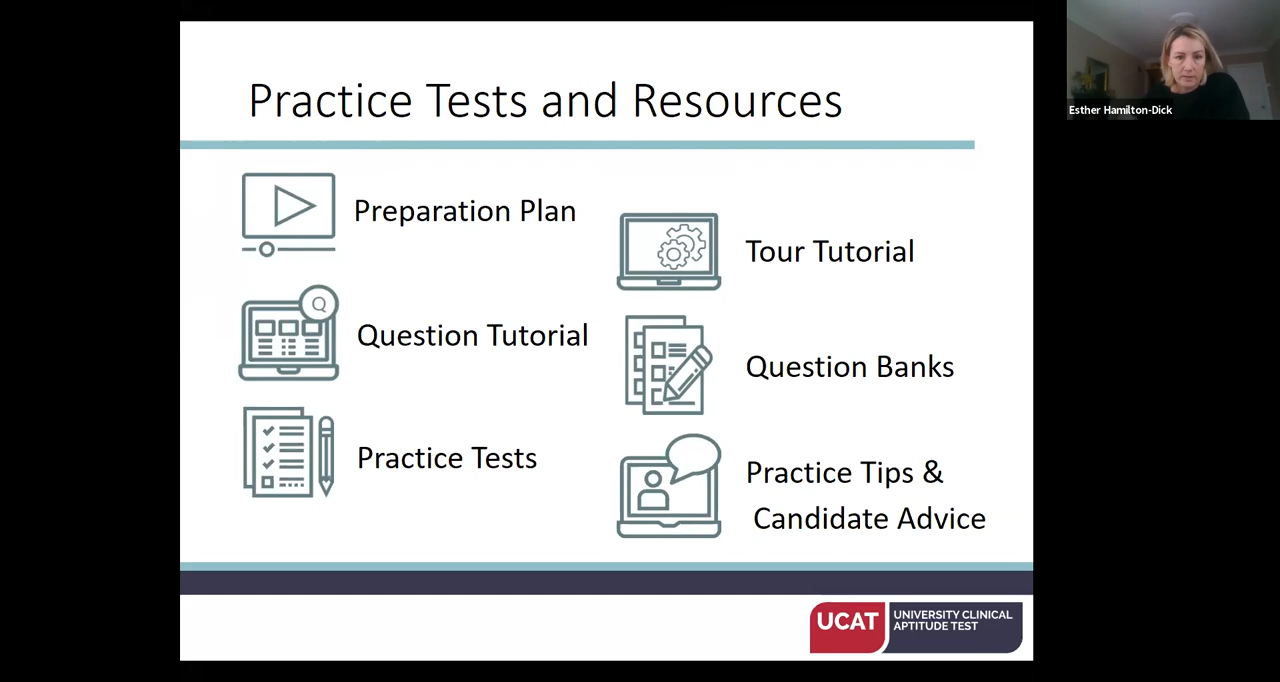 Practice Tests and Resources
Esther Hamilton-Dick
Preparation Plan
Tour Tutorial
Q
Question Tutorial
Question Banks
Practice Tests
Practice Tips &
Candidate Advice
UCAT
UNIVERSITY CLINICAL
APTITUDE TEST